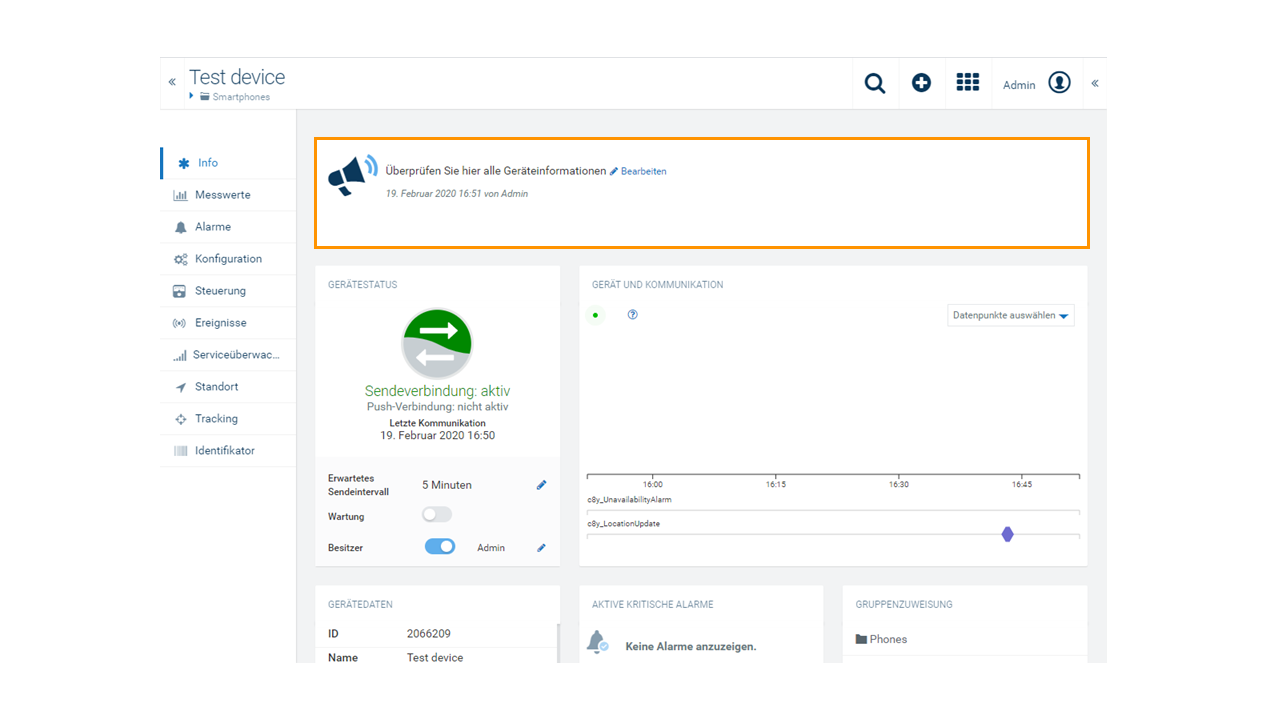 Test device
Smartphones
Admin
Info
Messwerte
Alarme
Konfiguration
Steuerung
Ereignisse
Serviceüberwac...
Standort
Tracking
Identifikator
Überprüfen Sie hier alle Geräteinformationen Bearbeiten
19. Februar 2020 16:51 von Admin
GERÄTESTATUS
Sendeverbindung: aktiv
Push-Verbindung: nicht aktiv
Letzte Kommunikation
19. Februar 2020 16:50
Erwartetes
Sendeintervall
5 Minuten
Wartung
Besitzer
Admin
GERÄT UND KOMMUNIKATION
Datenpunkte auswählen
16:00 16:15 16:30 16:45
c8y_UnavailabilityAlarm
c8y_LocationUpdate
GERÄTEDATEN
ID 2066209
Name Test device
AKTIVE KRITISCHE ALARME
Keine Alarme anzuzeigen.
GRUPPENZUWEISUNG
Phones